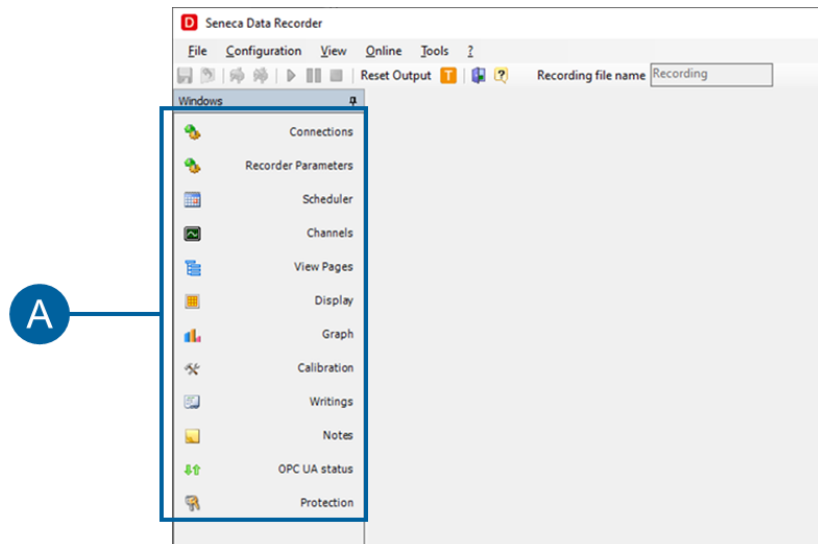 D Seneca Data Recorder
File Configuration View Online Tools ?
Reset Output T ? Recording file name Recording
Windows
Connections
Recorder Parameters
Scheduler
Channels
View Pages
Display
A
Graph
Calibration
Writings
Notes
OPC UA status
Protection